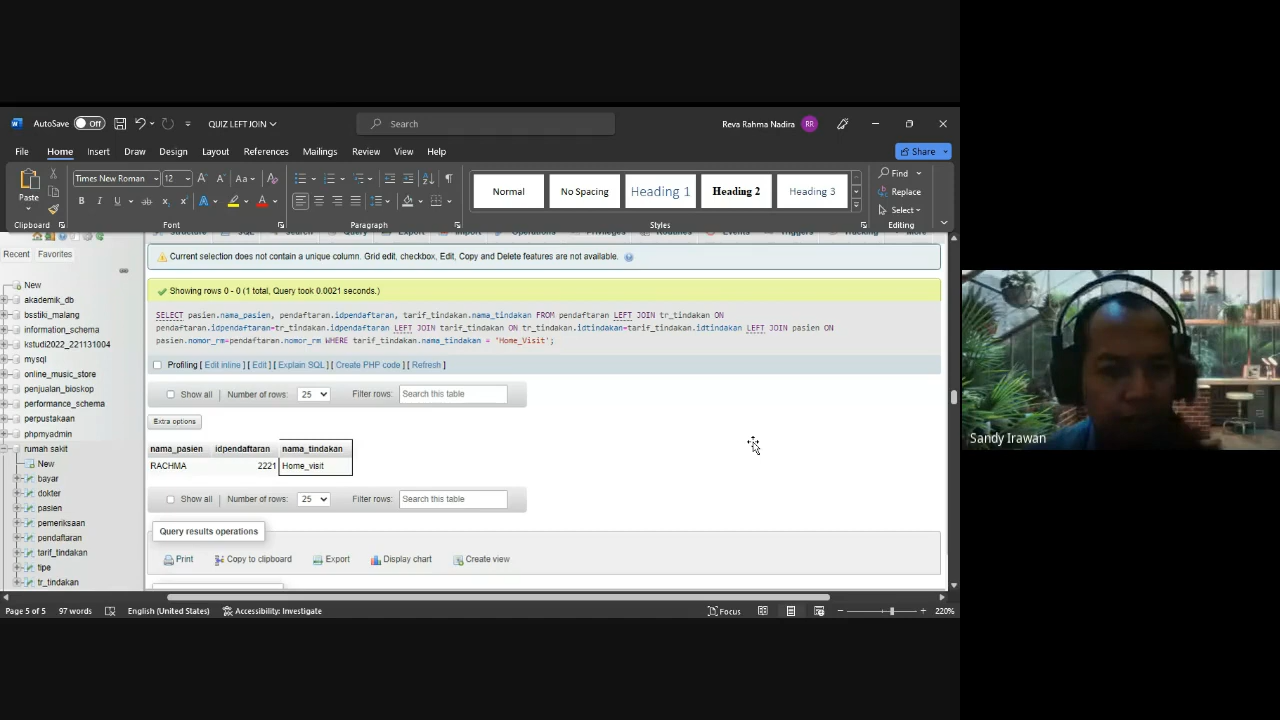 AutoSave Off QUIZ LEFT JOIN Search Reva Rahma Nadira RR
File Home Insert Draw Design Layout References Mailings Review View Help Share
Paste Times New Roman 12 Aa Normal No Spacing Heading 1 Heading 2 Heading 3 Find
Replace
Select
Clipboard Font Paragraph Styles Editing
Recent Favorites
New
akademik_db
bsstiki_malang
information_schema
kstudi2022_221131004
mysql
online_music_store
penjualan_bioskop
performance_schema
perpustakaan
phpmyadmin
rumah sakit
New
bayar
dokter
pasien
pemeriksaan
pendaftaran
tarif_tindakan
tipe
tr_tindakan
Current selection does not contain a unique column. Grid edit, checkbox, Edit, Copy and Delete features are not available.
Showing rows 0 - 0 (1 total, Query took 0.0021 seconds.)
SELECT pasien.nama_pasien, pendaftaran.idpendaftaran, tarif_tindakan.nama_tindakan FROM pendaftaran LEFT JOIN tr_tindakan ON
pendaftaran.idpendaftaran=tr_tindakan.idpendaftaran LEFT JOIN tarif_tindakan ON tr_tindakan.idtindakan=tarif_tindakan.idtindakan LEFT JOIN pasien ON
pasien.nomor_rm=pendaftaran.nomor_rm WHERE tarif_tindakan.nama_tindakan = 'Home_Visit';
Profiling [ Edit inline ] [ Edit ] [ Explain SQL ] [ Create PHP code ] [ Refresh ]
Show all Number of rows: 25 Filter rows: Search this table
Extra options
nama_pasien idpendaftaran nama_tindakan
RACHMA 2221 Home_visit
Show all Number of rows: 25 Filter rows: Search this table
Query results operations
Print Copy to clipboard Export Display chart Create view
Page 5 of 5 97 words English (United States) Accessibility: Investigate Focus 220%
Sandy Irawan